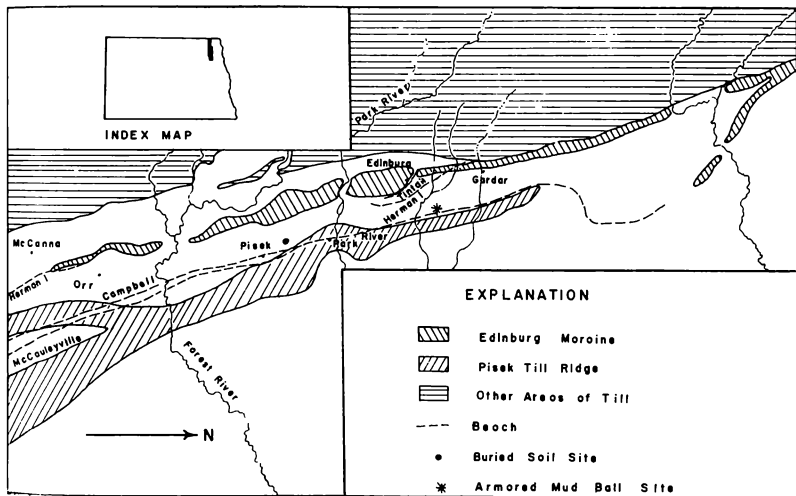 INDEX MAP
Park River
Edinburg
Tintah
Herman
Gardar
McCanna
Pisek
Park River
Herman I
Orr
Campbell
McCauleyville
Forest River
N
EXPLANATION
Edinburg Moraine
Pisek Till Ridge
Other Areas of Till
Beach
Buried Soil Site
Armored Mud Ball Site